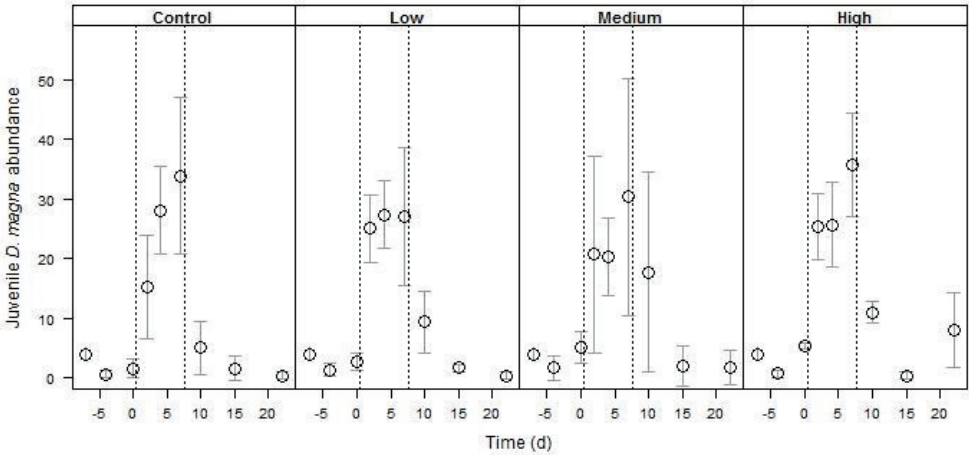 Control Low Medium High
Juvenile D. magna abundance
50
40
30
20
10
0
-5 0 5 10 15 20 -5 0 5 10 15 20 -5 0 5 10 15 20 -5 0 5 10 15 20
Time (d)